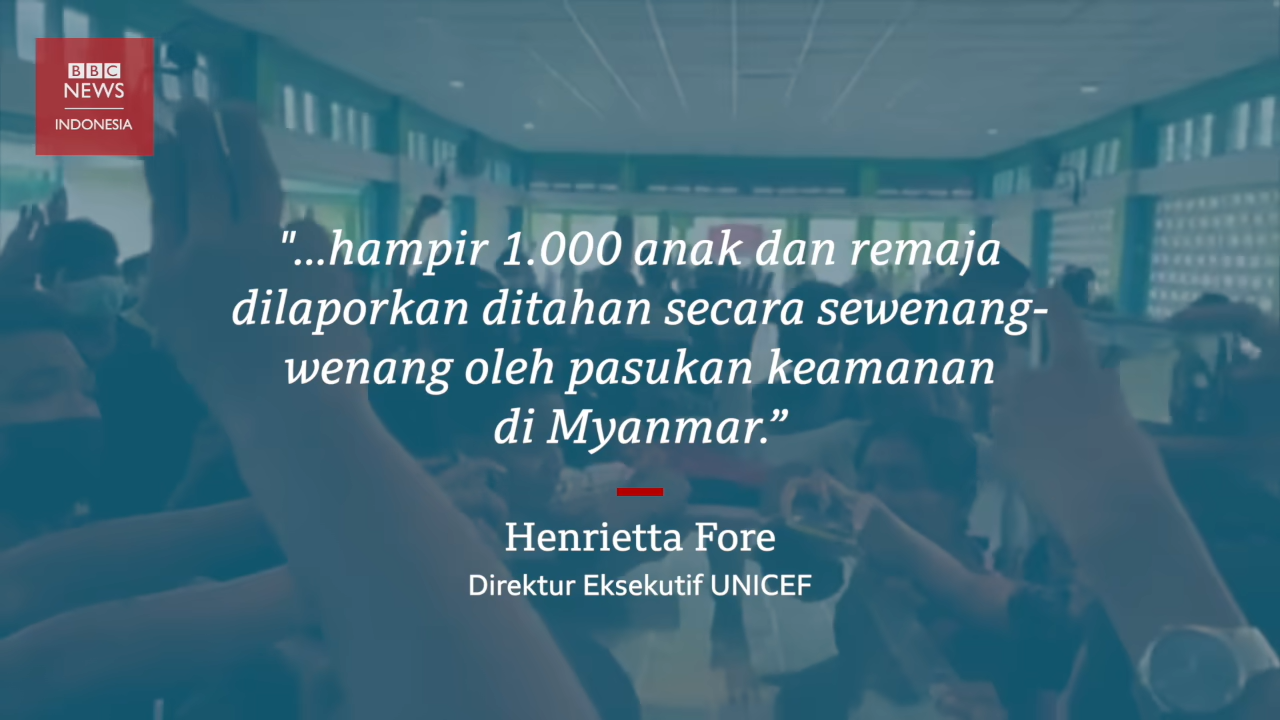 BBC
NEWS
INDONESIA
"...hampir 1.000 anak dan remaja
dilaporkan ditahan secara sewenang-
wenang oleh pasukan keamanan
di Myanmar.”
Henrietta Fore
Direktur Eksekutif UNICEF